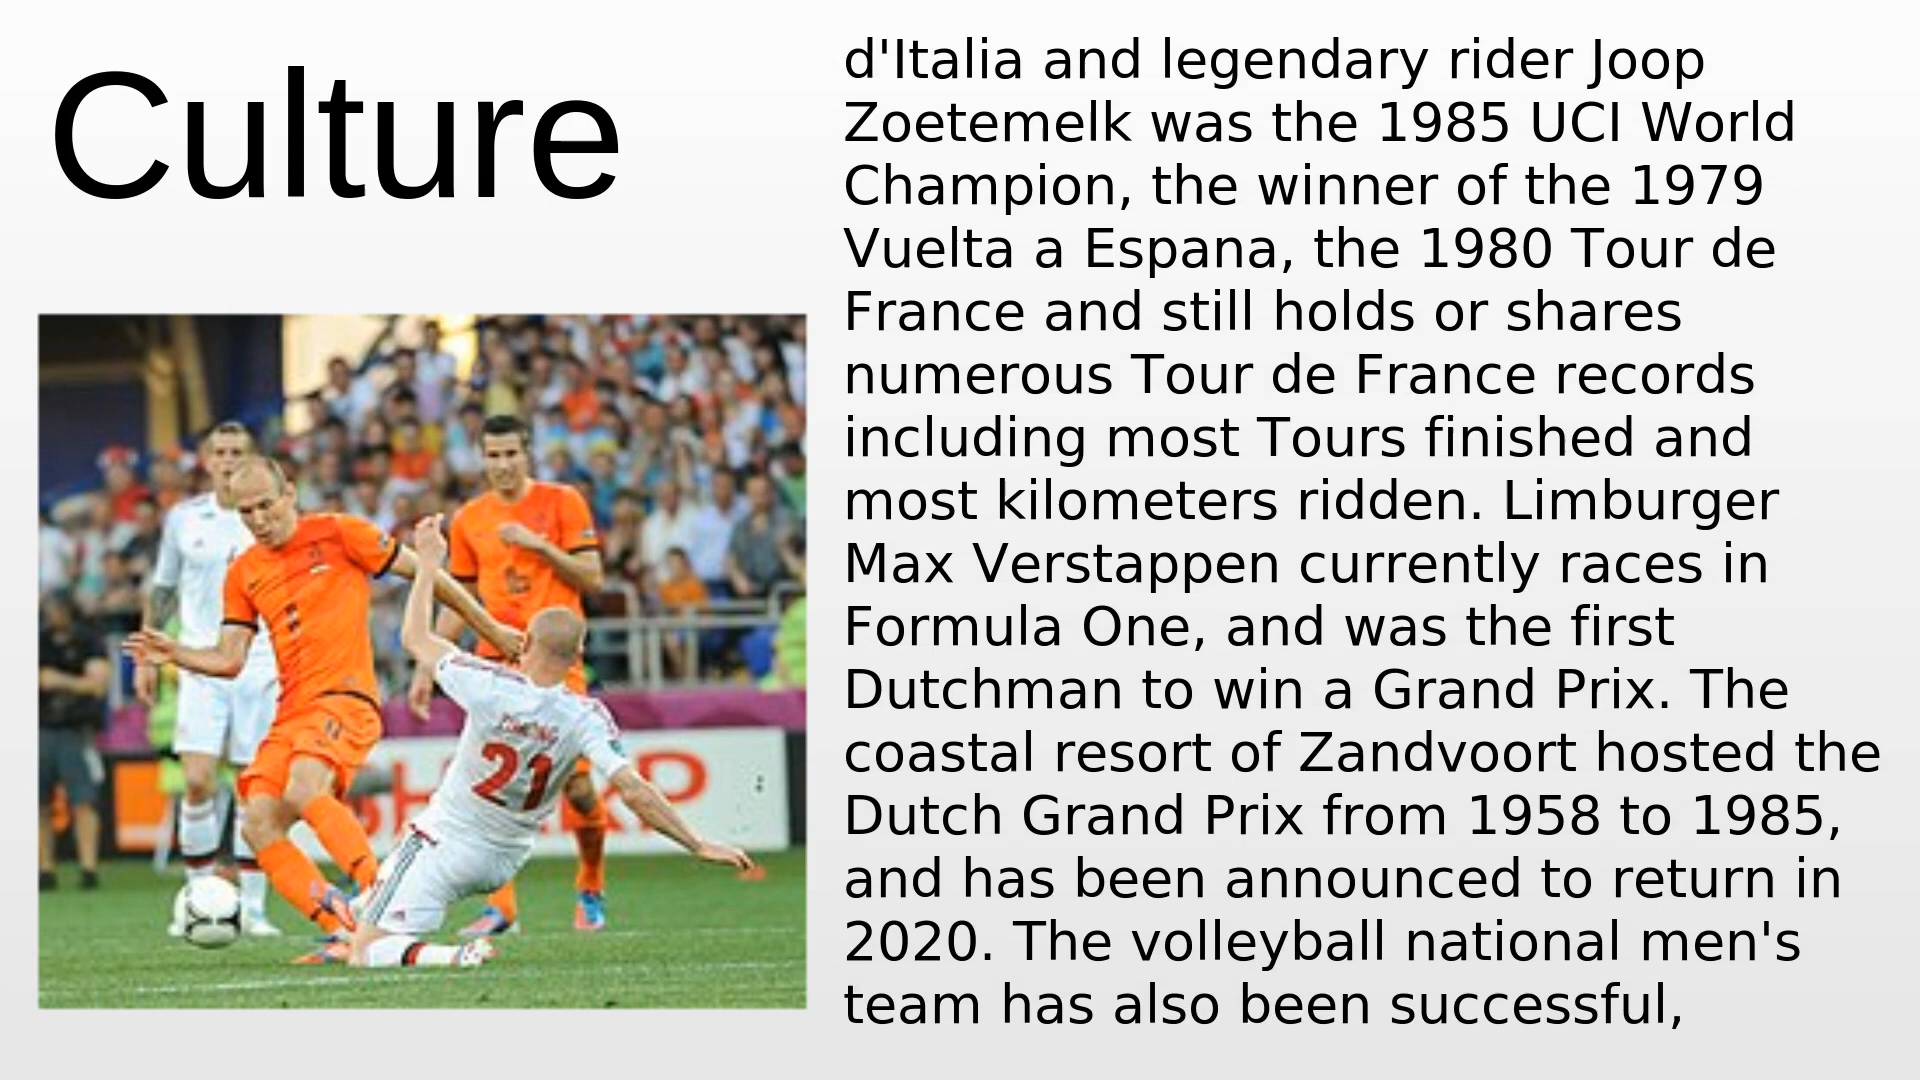 Culture
d'Italia and legendary rider Joop
Zoetemelk was the 1985 UCI World
Champion, the winner of the 1979
Vuelta a Espana, the 1980 Tour de
France and still holds or shares
numerous Tour de France records
including most Tours finished and
most kilometers ridden. Limburger
Max Verstappen currently races in
Formula One, and was the first
Dutchman to win a Grand Prix. The
coastal resort of Zandvoort hosted the
Dutch Grand Prix from 1958 to 1985,
and has been announced to return in
2020. The volleyball national men's
team has also been successful,
21